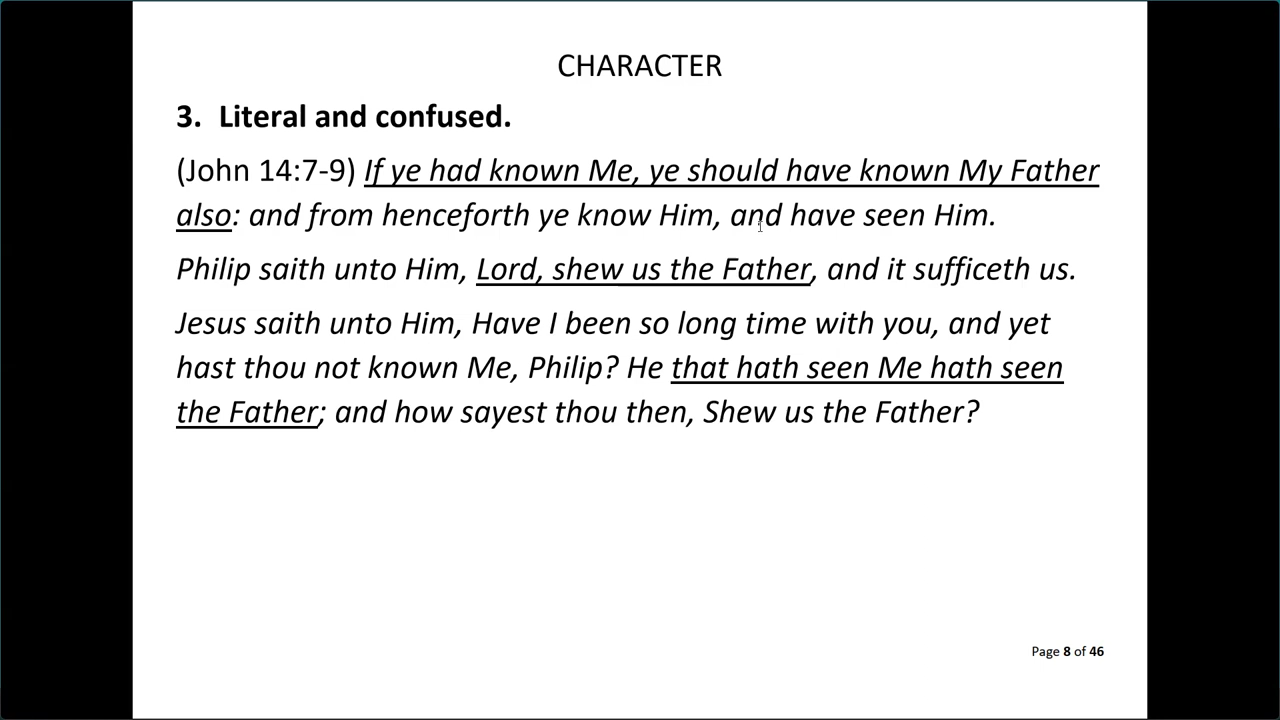 CHARACTER
3. Literal and confused.
(John 14:7-9) If ye had known Me, ye should have known My Father
also: and from henceforth ye know Him, and have seen Him.
Philip saith unto Him, Lord, shew us the Father, and it sufficeth us.
Jesus saith unto Him, Have I been so long time with you, and yet
hast thou not known Me, Philip? He that hath seen Me hath seen
the Father; and how sayest thou then, Shew us the Father?
Page 8 of 46